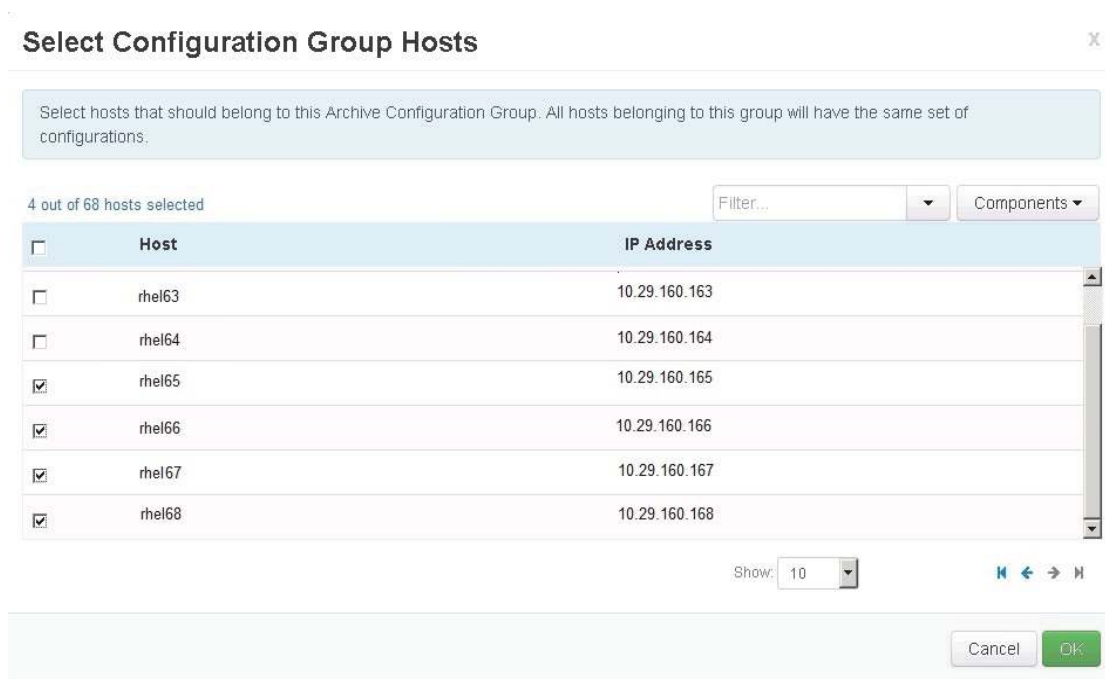 Select Configuration Group Hosts
X
Select hosts that should belong to this Archive Configuration Group. All hosts belonging to this group will have the same set of
configurations.
4 out of 68 hosts selected
Filter...
Components
Host IP Address
rhel63 10.29.160.163
rhel64 10.29.160.164
rhel65 10.29.160.165
rhel66 10.29.160.166
rhel67 10.29.160.167
rhel68 10.29.160.168
Show: 10
Cancel OK